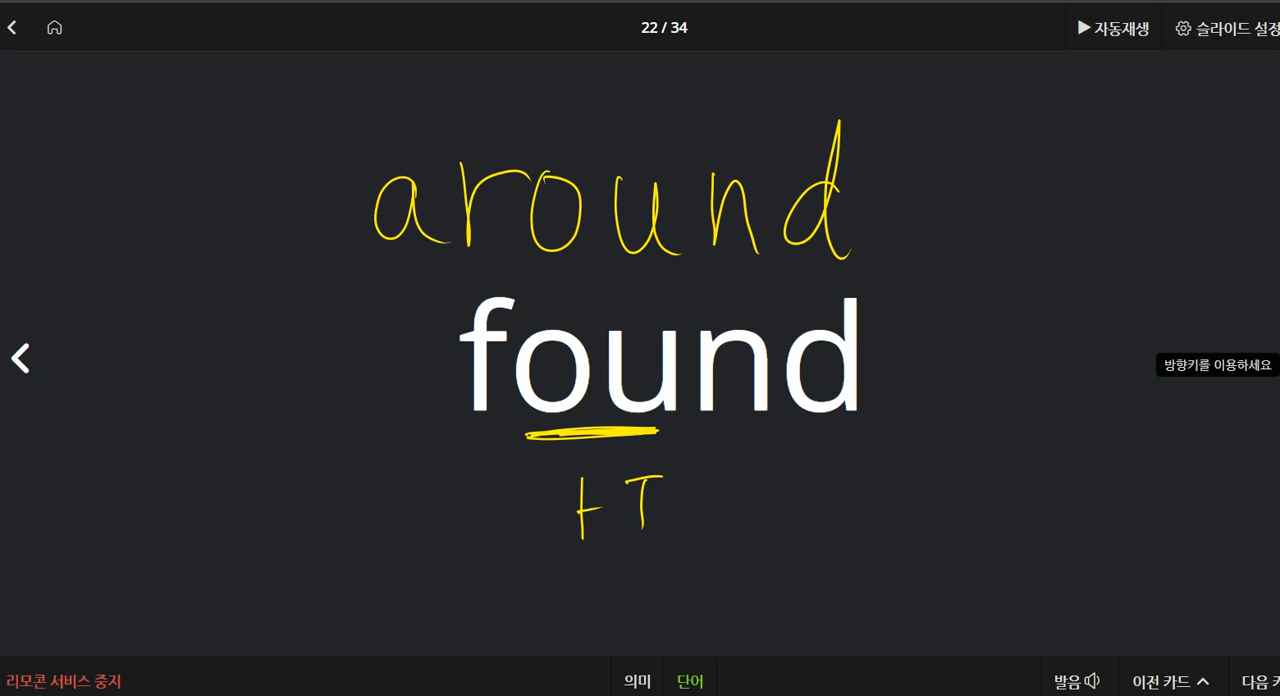 22 / 34
▶ 자동재생
슬라이드 설정
around
found
ㅏㅜ
방향키를 이용하세요
리모콘 서비스 중지
의미
단어
발음
이전 카드
다음